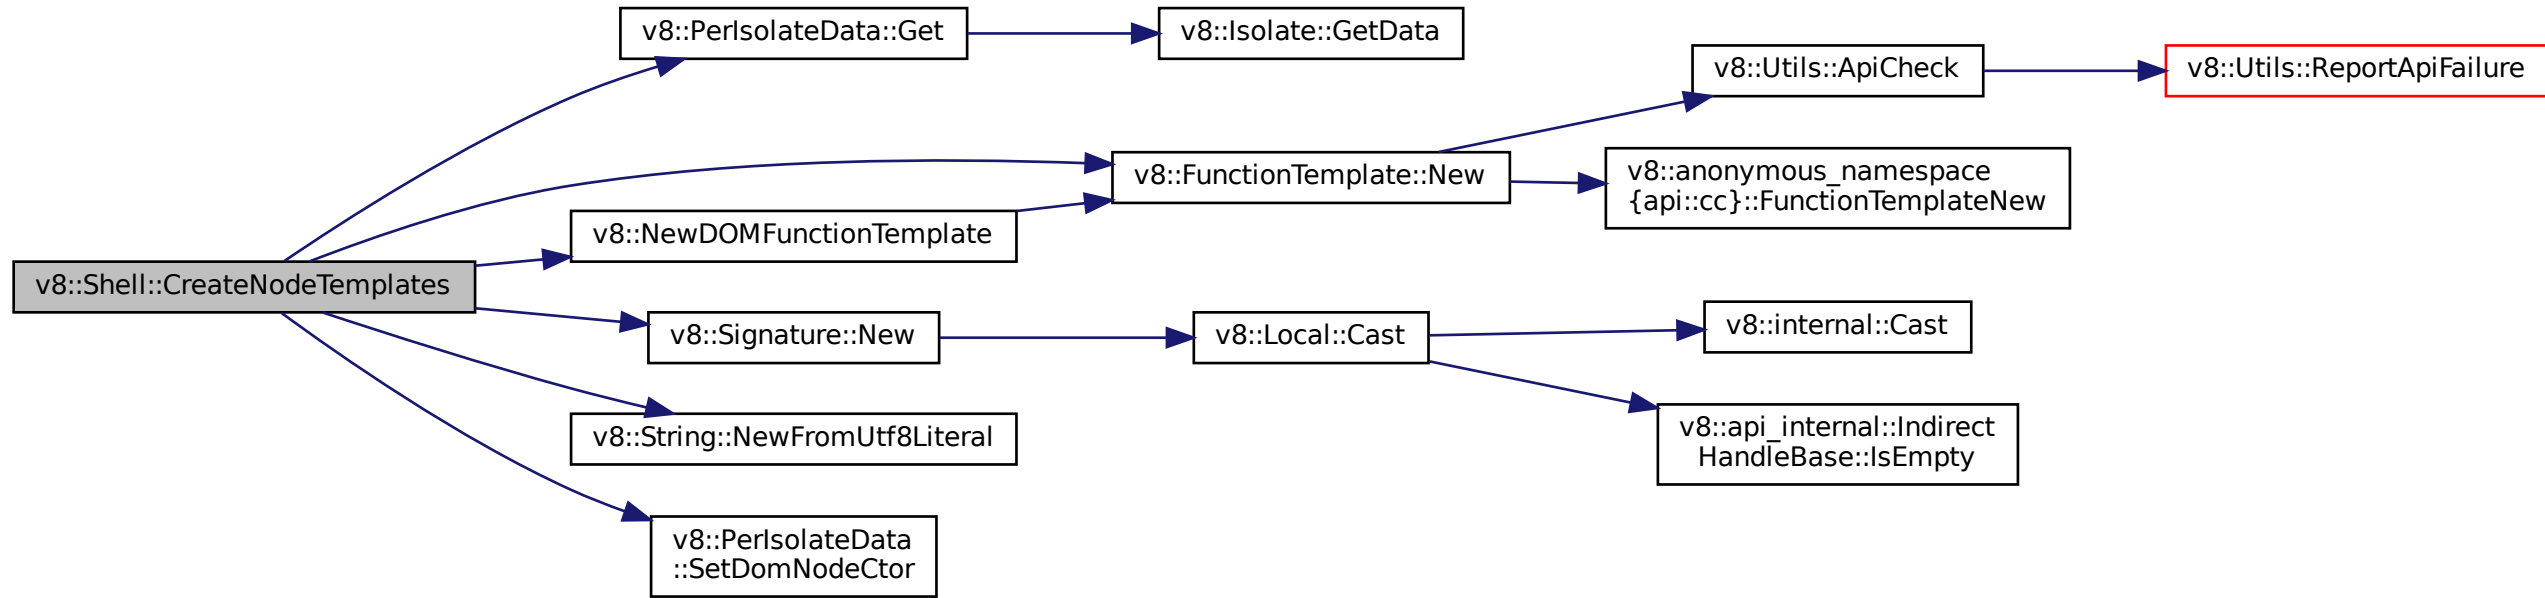 v8::Shell::CreateNodeTemplates
v8::PerIsolateData::Get
v8::Isolate::GetData
v8::FunctionTemplate::New
v8::Utils::ApiCheck
v8::Utils::ReportApiFailure
v8::anonymous_namespace
{api::cc}::FunctionTemplateNew
v8::NewDOMFunctionTemplate
v8::Signature::New
v8::Local::Cast
v8::internal::Cast
v8::api_internal::Indirect
HandleBase::IsEmpty
v8::String::NewFromUtf8Literal
v8::PerIsolateData
::SetDomNodeCtor